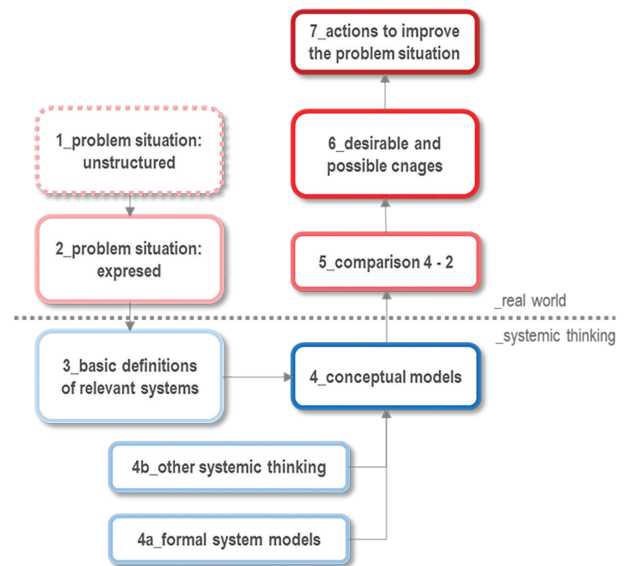 7_actions to improve
the problem situation
1_problem situation:
unstructured
6_desirable and
possible cnages
2_problem situation:
expresed
5_comparison 4 - 2
_real world
_systemic thinking
3_basic definitions
of relevant systems
4_conceptual models
4b_other systemic thinking
4a_formal system models